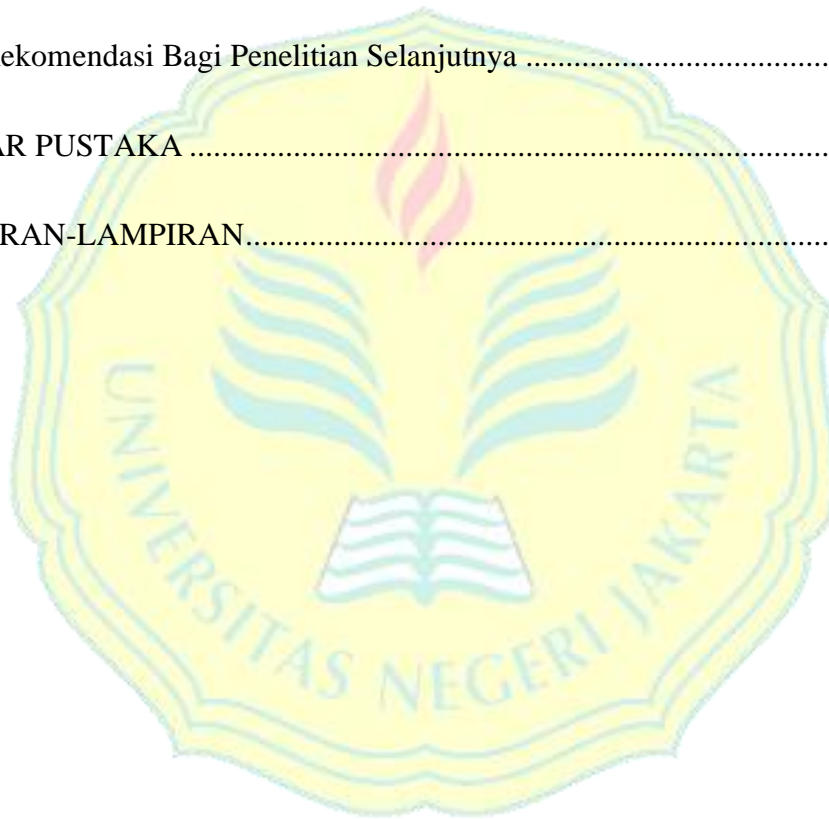 ekomendasi Bagi Penelitian Selanjutnya ......................................
AR PUSTAKA .................................................................................
RAN-LAMPIRAN..........................................................................
UNIVERSITAS NEGERI JAKARTA